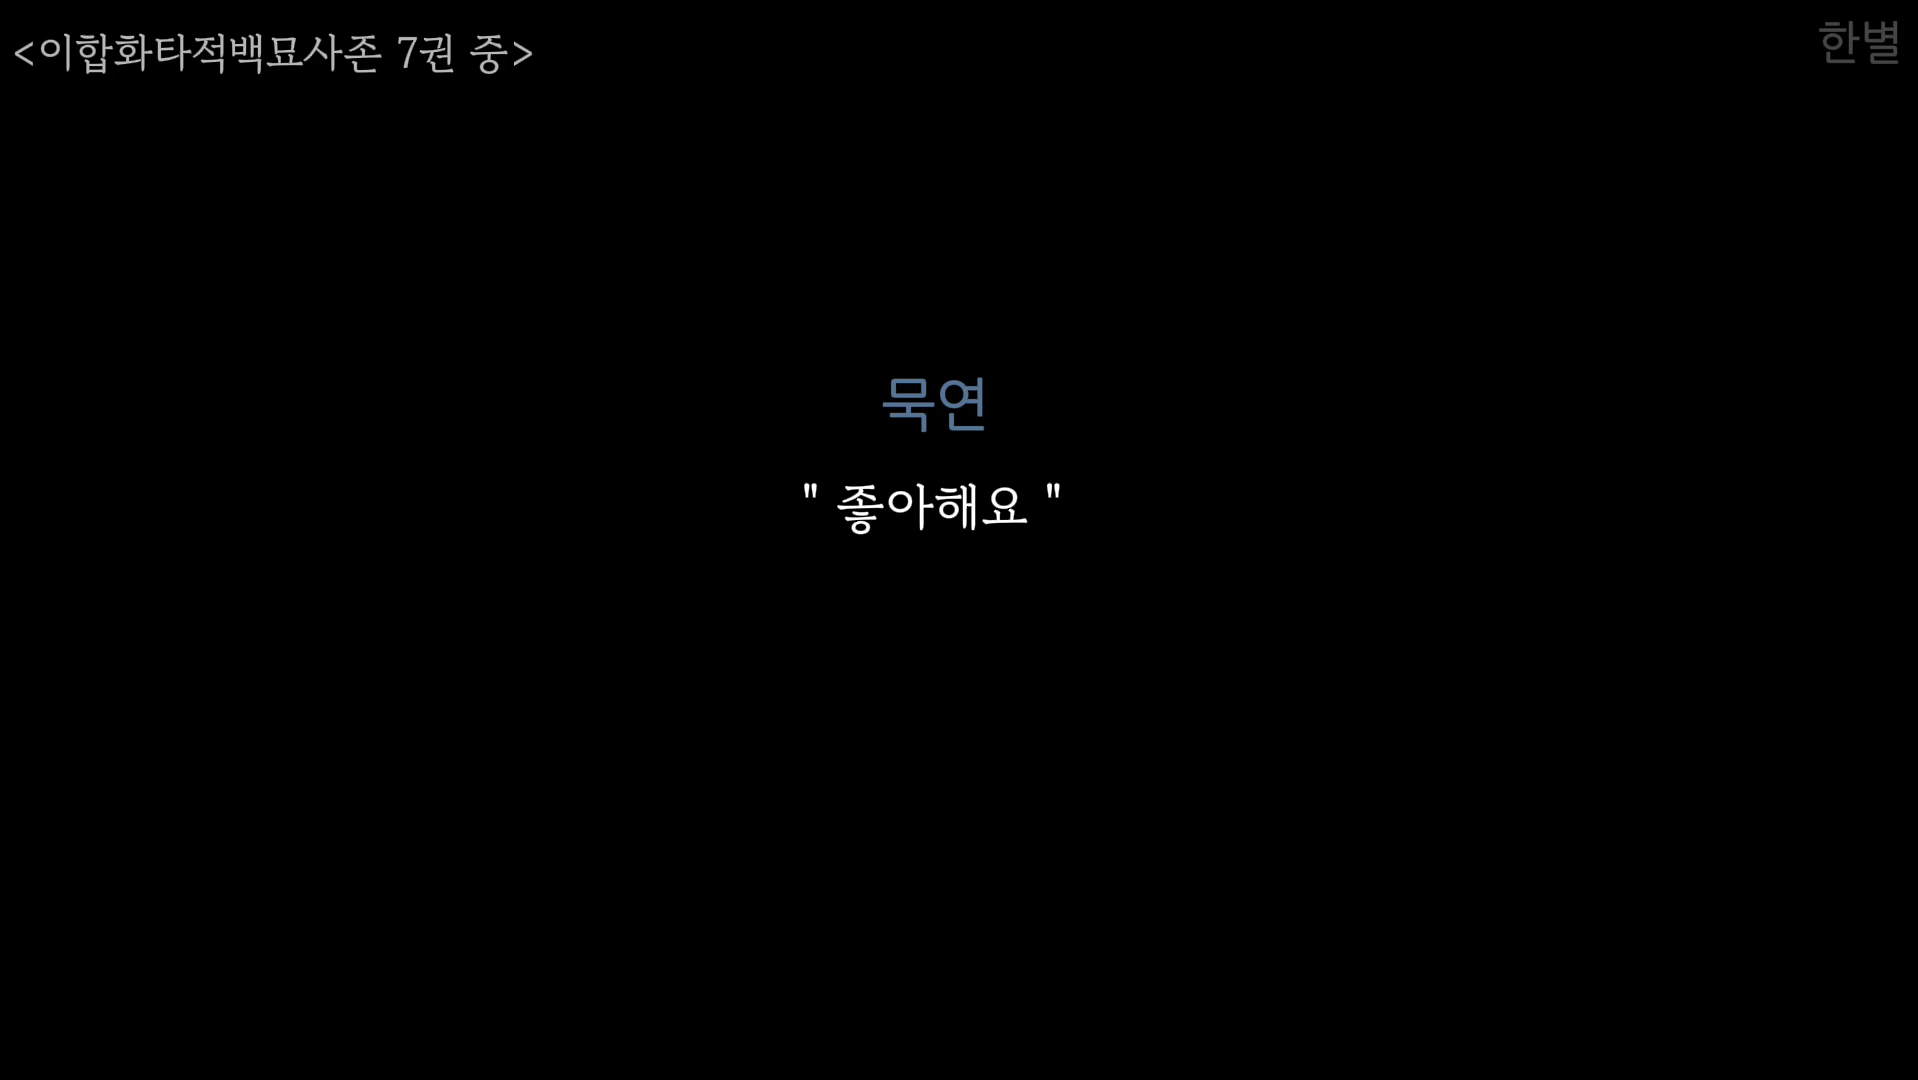 <이합화타적백묘사존 7권 중>
한별
묵연
" 좋아해요 "